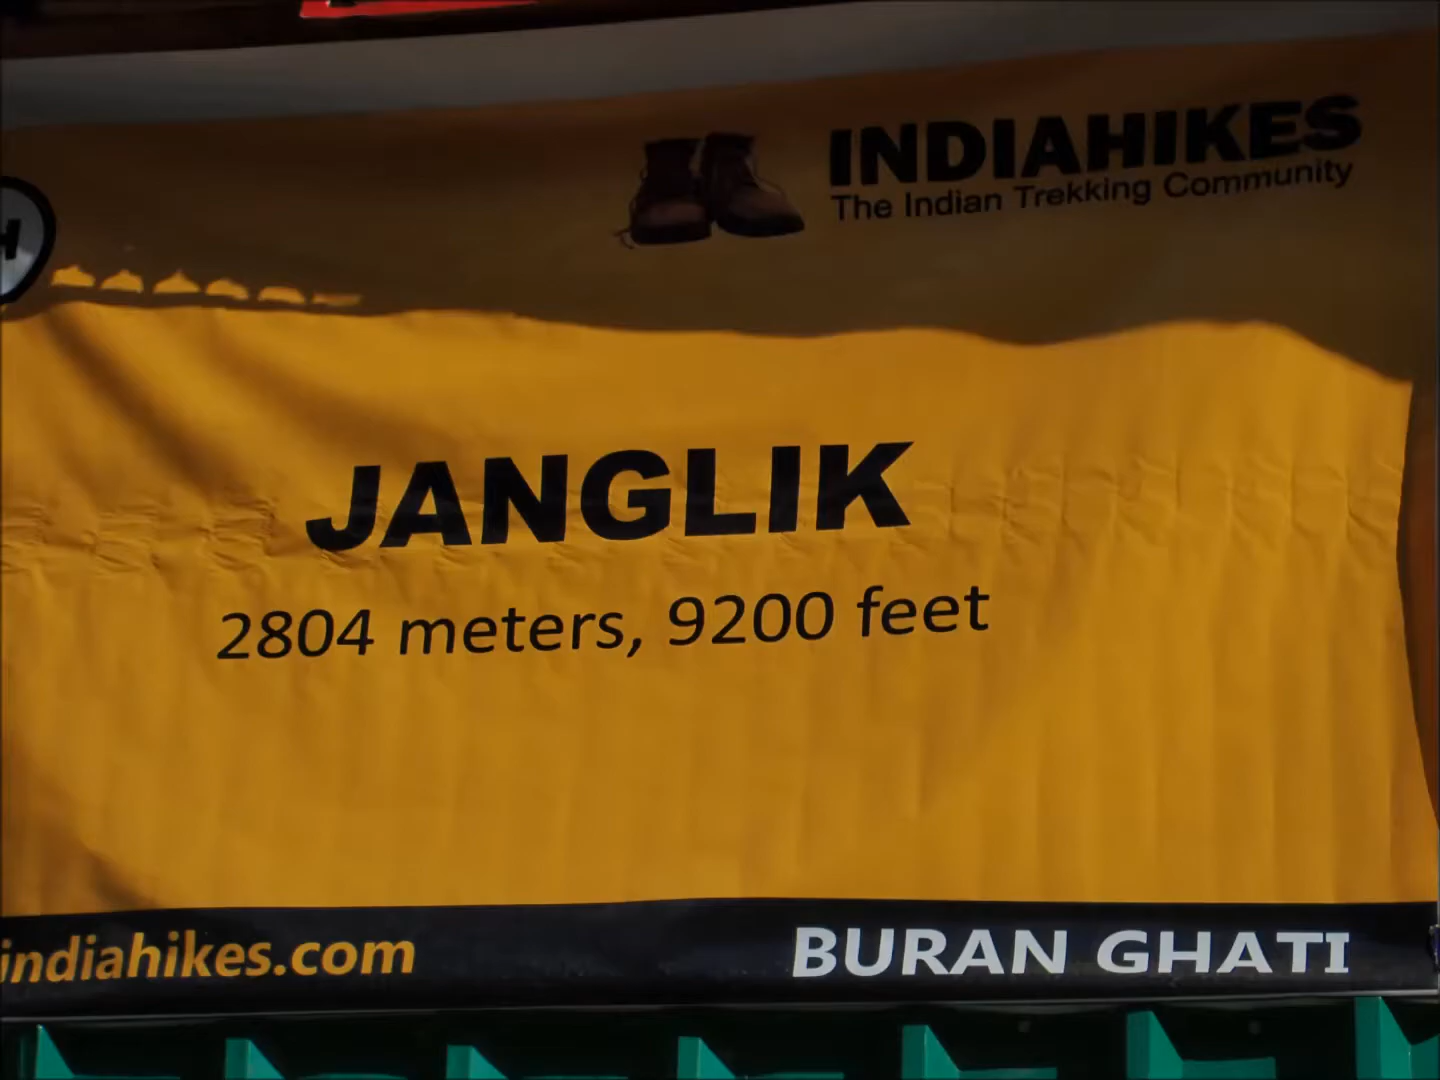 INDIAHIKES
The Indian Trekking Community
H
JANGLIK
2804 meters, 9200 feet
indiahikes.com
BURAN GHATI